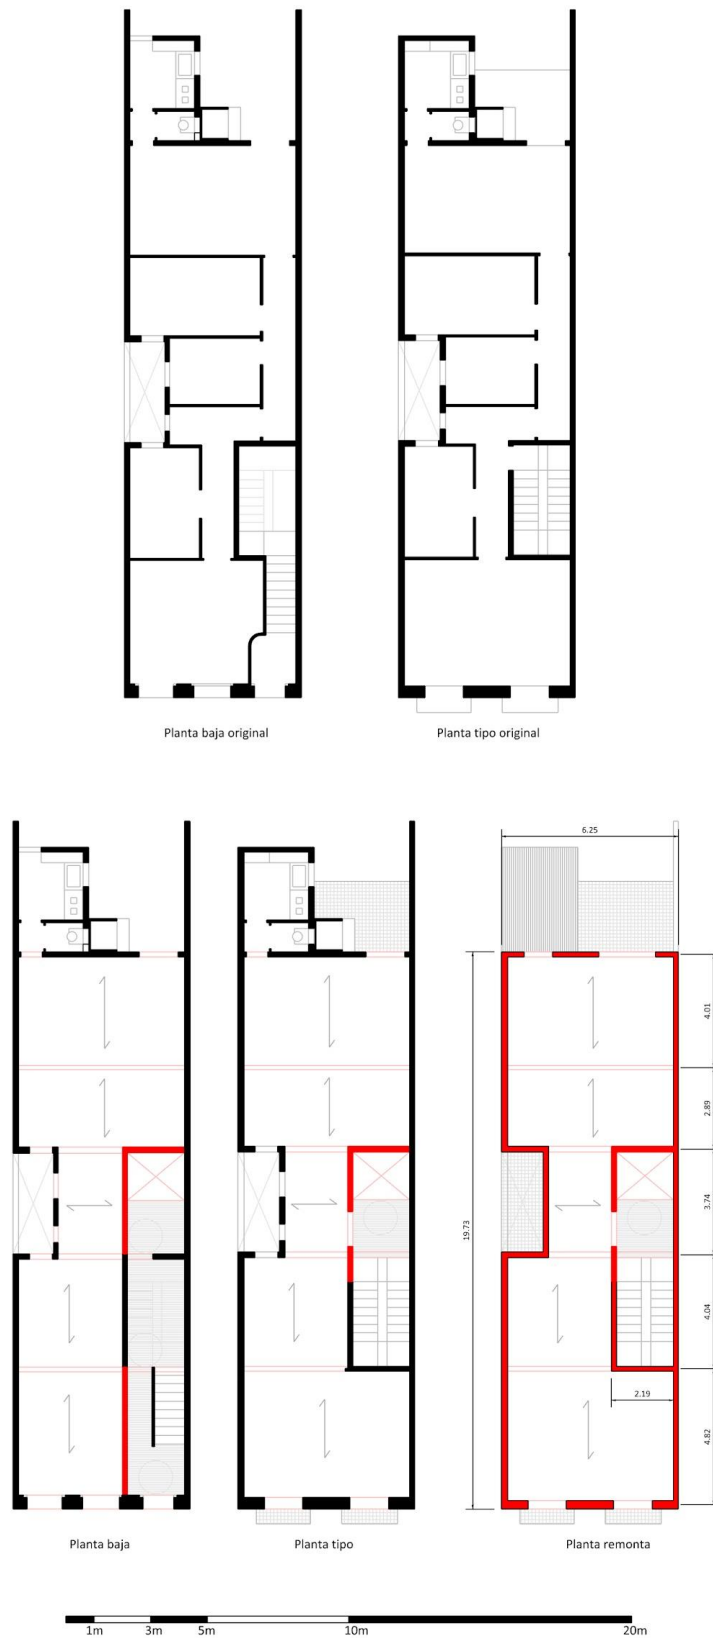 Planta baja original
Planta tipo original
6.25
4.01
2.89
3.74
19.73
4.04
2.19
4.82
Planta baja
Planta tipo
Planta remonta
1m
3m
5m
10m
20m